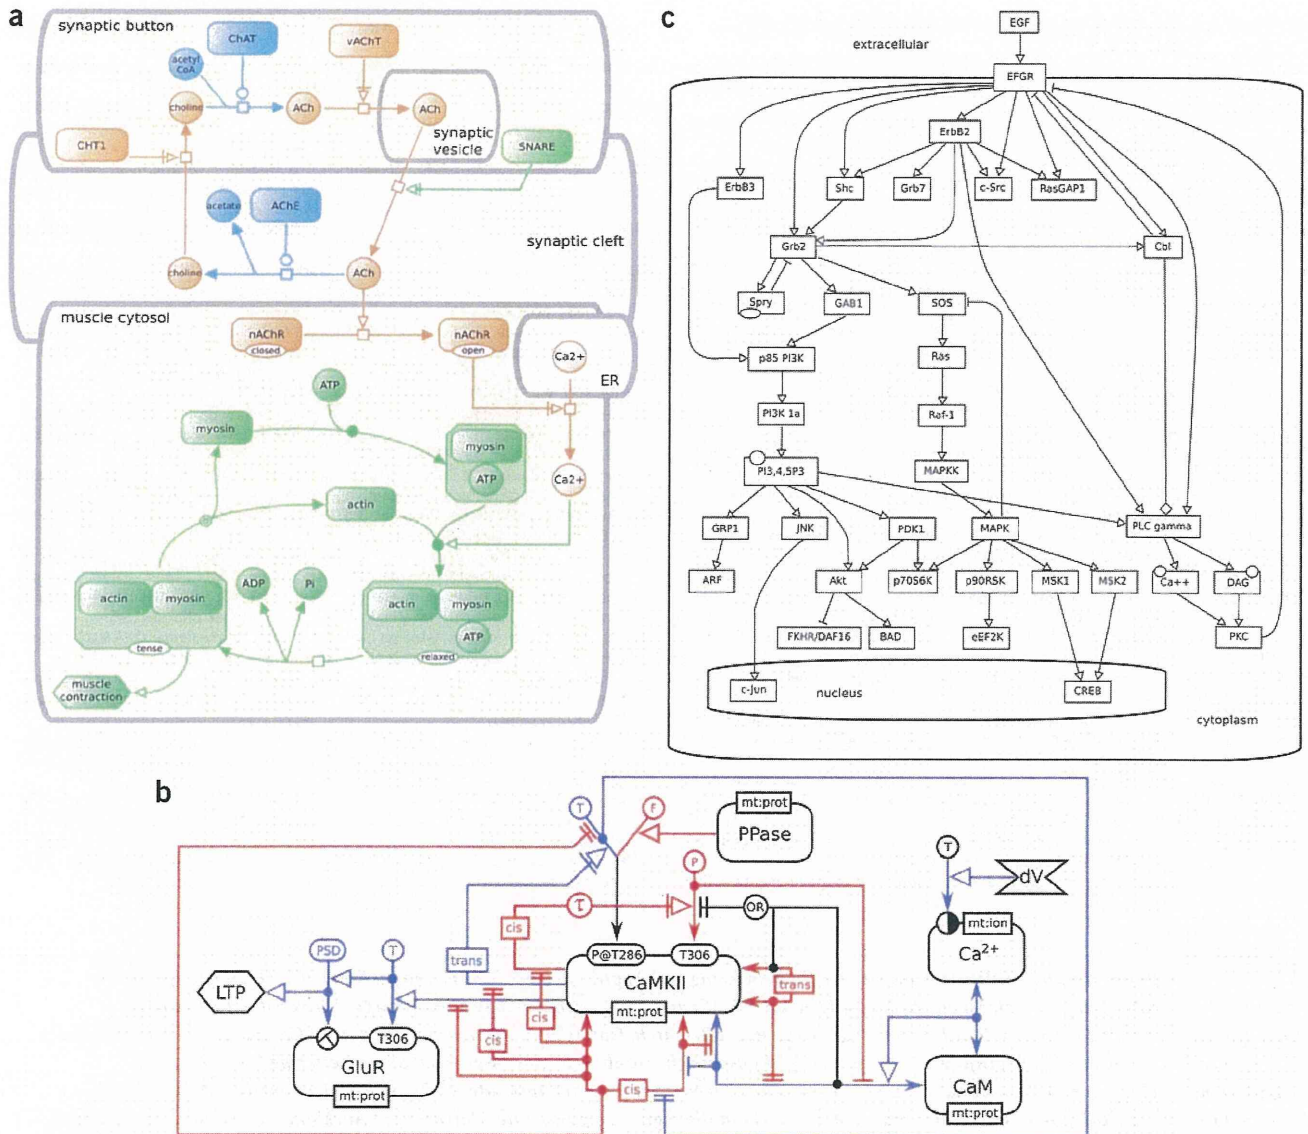 a
synaptic button
ChAT
vAChT
acetyl
CoA
choline
ACh
ACh
synaptic
vesicle
CHT1
SNARE
acetate
AChE
synaptic cleft
choline
ACh
muscle cytosol
nAChR
closed
nAChR
open
Ca2+
ER
ATP
myosin
myosin
ATP
Ca2+
actin
ADP
Pi
actin
myosin
tense
actin
myosin
ATP
relaxed
muscle
contraction
c
EGF
extracellular
EFGR
ErbB2
ErbB3
Shc
Grb7
c-Src
RasGAP1
Grb2
Cbl
Spry
GAB1
SOS
p85 PI3K
Ras
PI3K 1a
Raf-1
PI3,4,5P3
MAPKK
GRP1
JNK
PDK1
MAPK
PLC gamma
ARF
Akt
p70S6K
p90RSK
MSK1
MSK2
Ca++
DAG
FKHR/DAF16
BAD
eEF2K
PKC
c-Jun
nucleus
CREB
cytoplasm
b
T
F
mt:prot
PPase
P
T
dV
τ
OR
cis
mt:ion
Ca2+
PSD
T
trans
P@T286
T306
CaMKII
mt:prot
trans
LTP
cis
cis
T306
GluR
mt:prot
cis
CaM
mt:prot